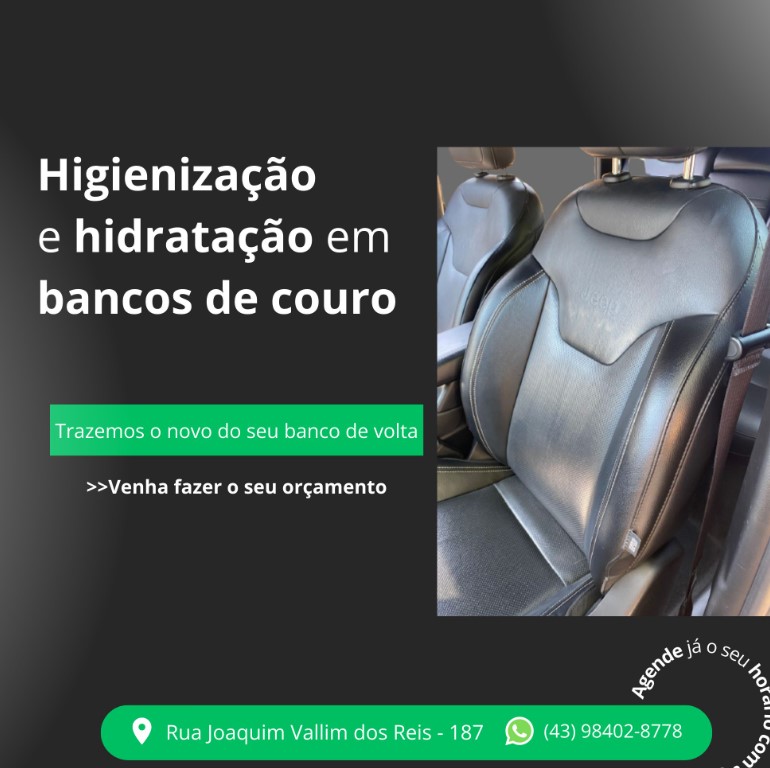 Higienização
e hidratação em
bancos de couro
Trazemos o novo do seu banco de volta
>>Venha fazer o seu orçamento
Agende já o seu horário com
Rua Joaquim Vallim dos Reis - 187
(43) 98402-8778